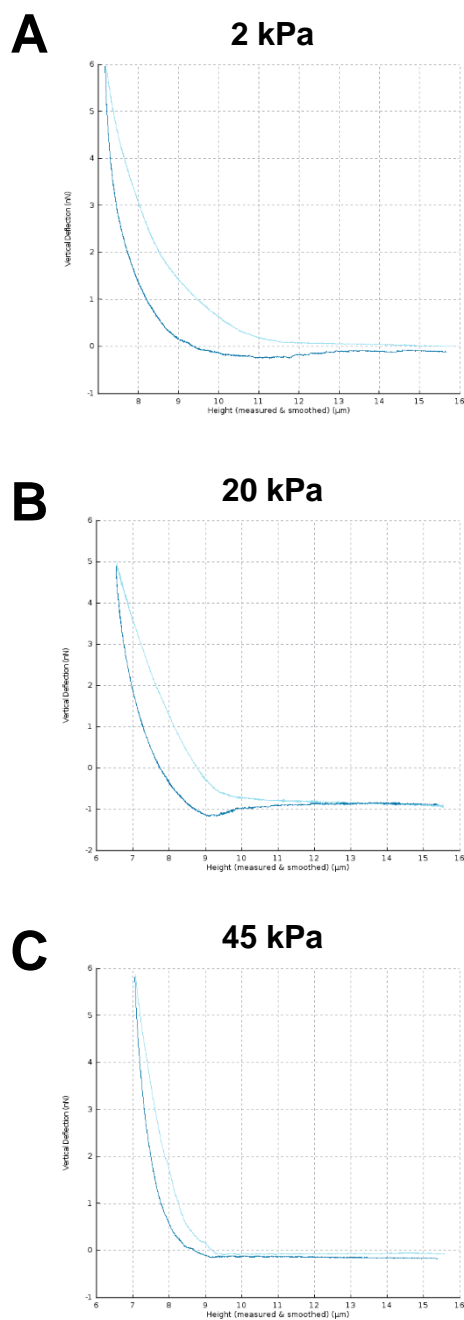 A
2 kPa
6
5
4
3
2
1
0
-1
Vertical Deflection (nN)
8 9 10 11 12 13 14 15 16
Height (measured & smoothed) (µm)
B
20 kPa
6
5
4
3
2
1
0
-1
-2
Vertical Deflection (nN)
6 7 8 9 10 11 12 13 14 15 16
Height (measured & smoothed) (µm)
C
45 kPa
6
5
4
3
2
1
0
-1
Vertical Deflection (nN)
6 7 8 9 10 11 12 13 14 15 16
Height (measured & smoothed) (µm)